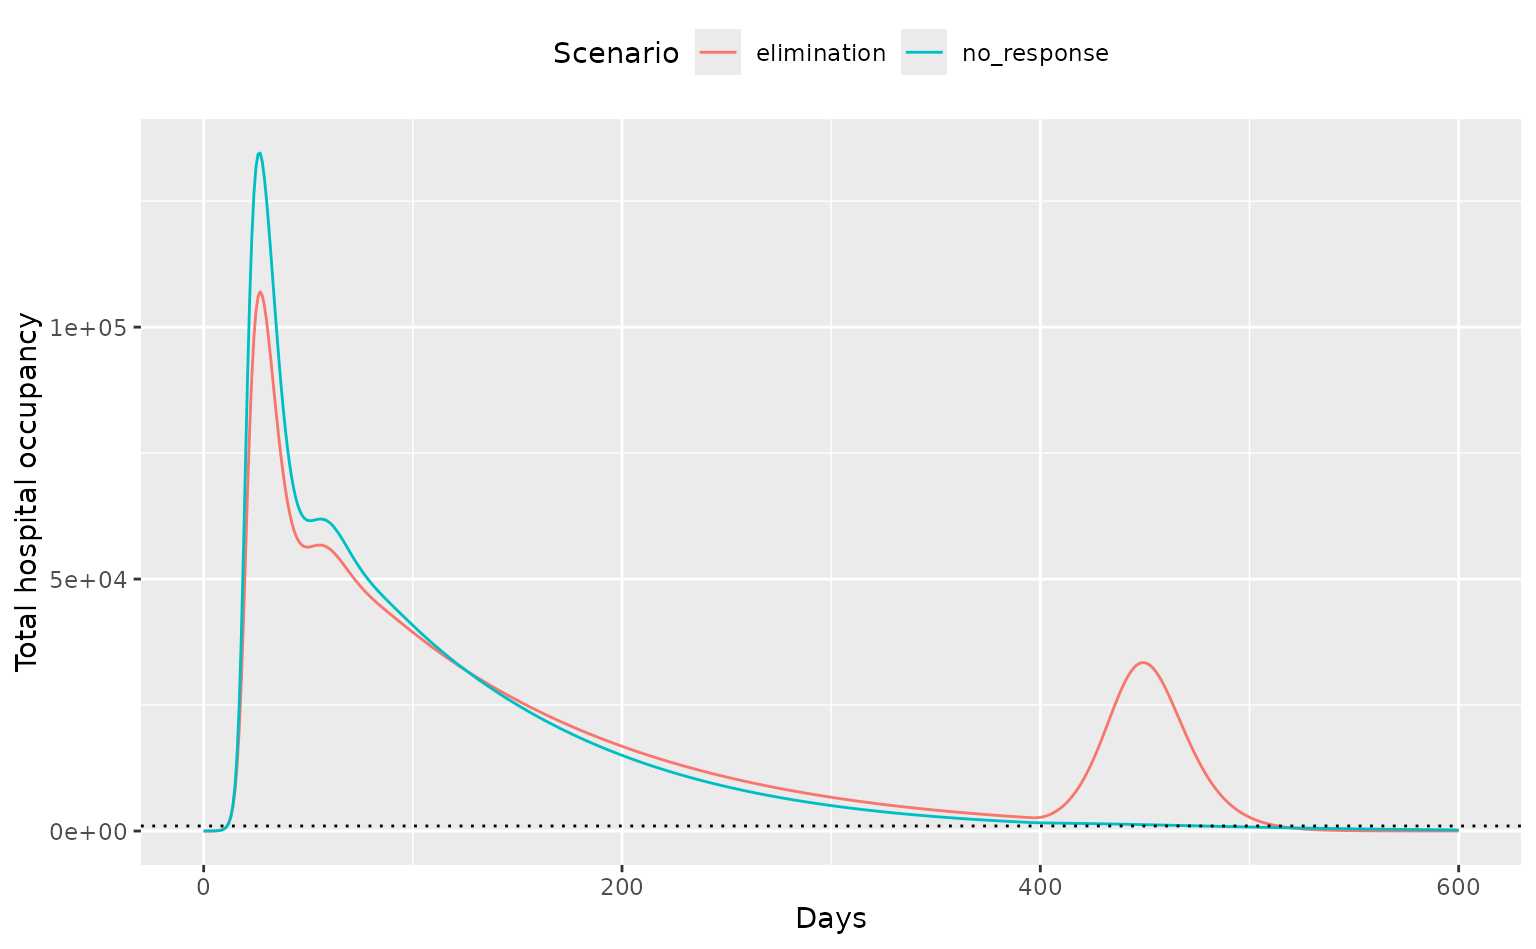 Scenario elimination no_response
Total hospital occupancy
1e+05
5e+04
0e+00
0 200 400 600
Days